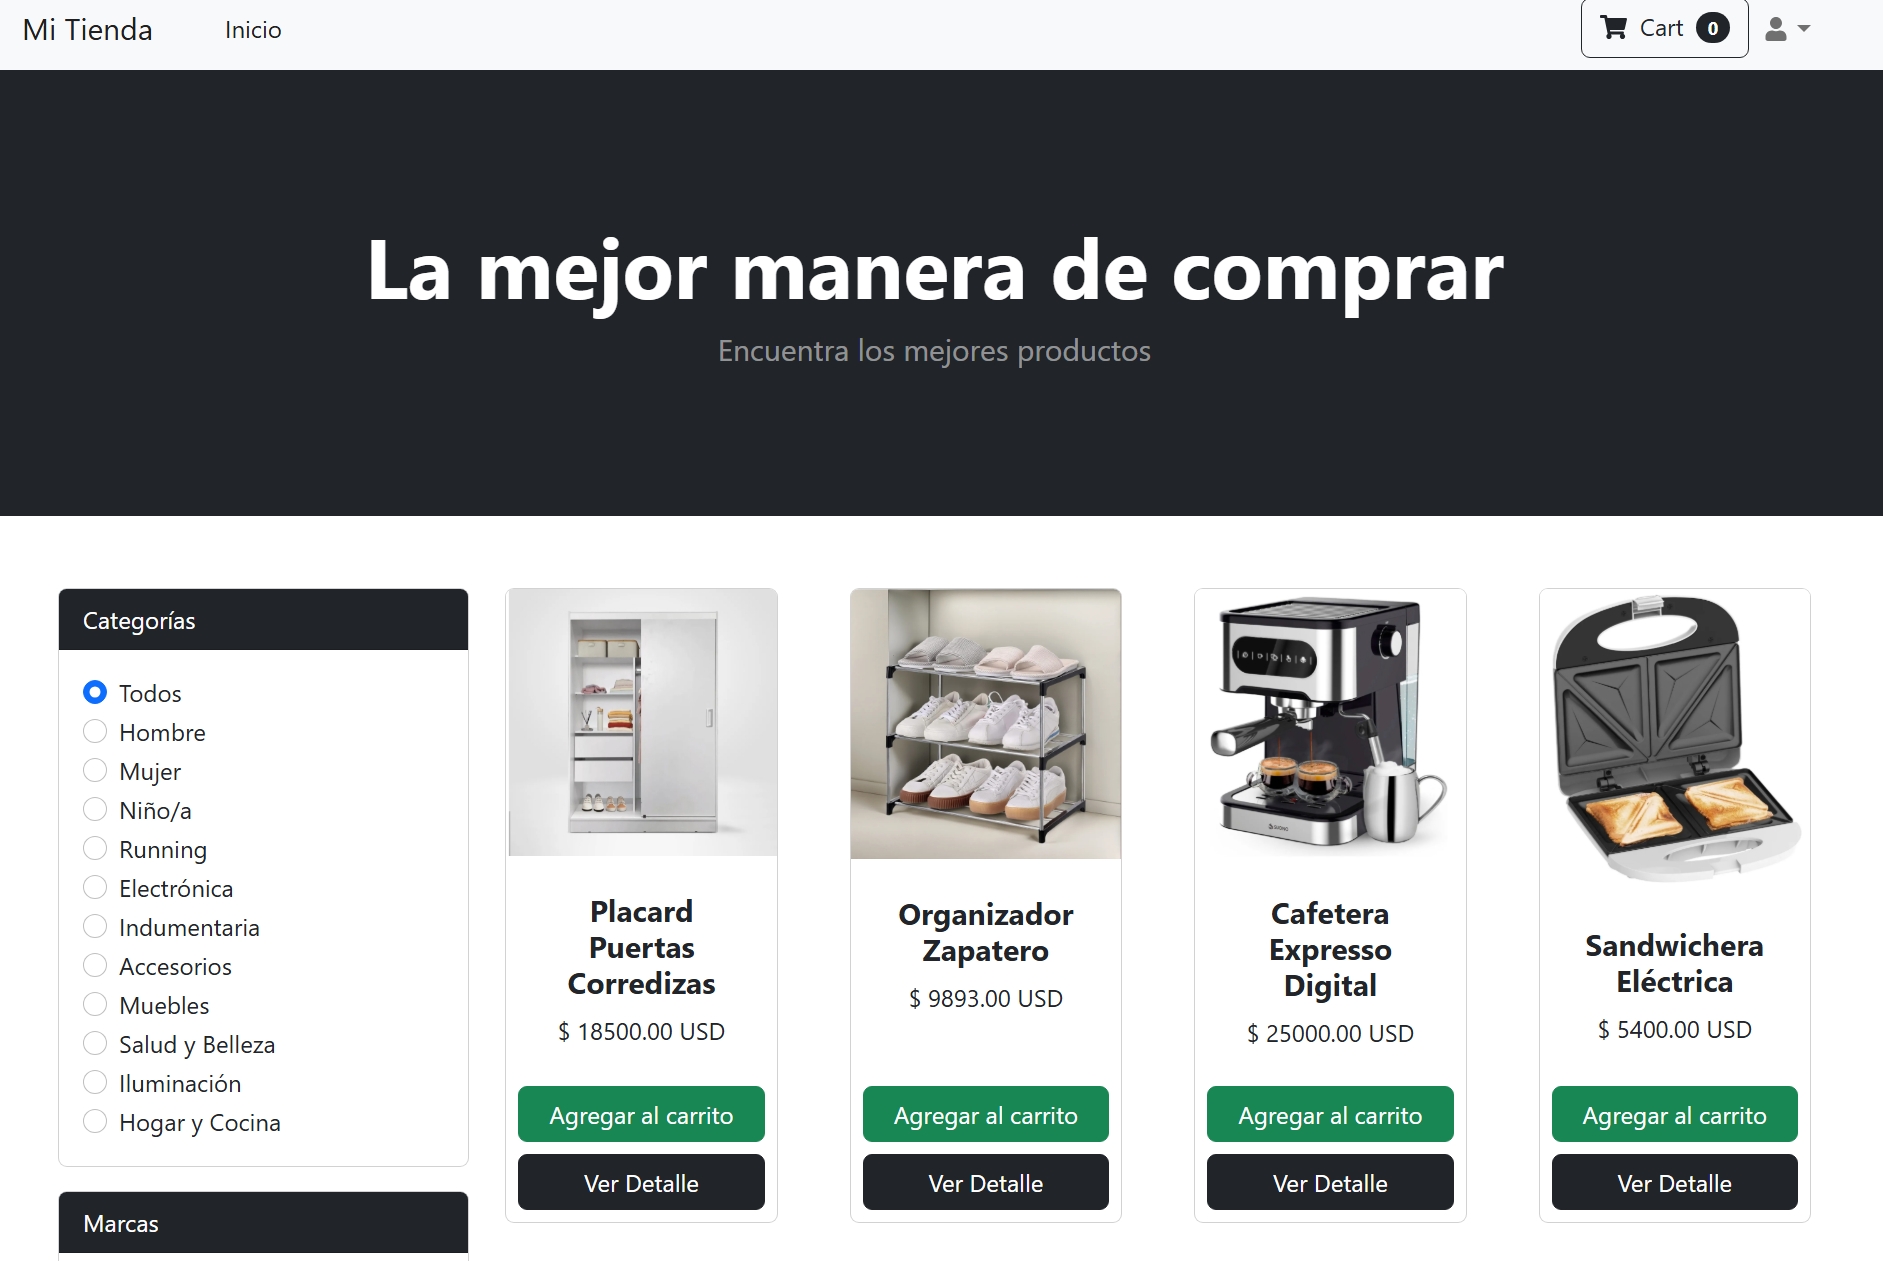 Mi Tienda
Inicio
Cart 0
La mejor manera de comprar
Encuentra los mejores productos
Categorías
Todos
Hombre
Mujer
Niño/a
Running
Electrónica
Indumentaria
Accesorios
Muebles
Salud y Belleza
Iluminación
Hogar y Cocina
Marcas
Placard
Puertas
Corredizas
$ 18500.00 USD
Agregar al carrito
Ver Detalle
Organizador
Zapatero
$ 9893.00 USD
Agregar al carrito
Ver Detalle
Cafetera
Expresso
Digital
$ 25000.00 USD
Agregar al carrito
Ver Detalle
Sandwichera
Eléctrica
$ 5400.00 USD
Agregar al carrito
Ver Detalle